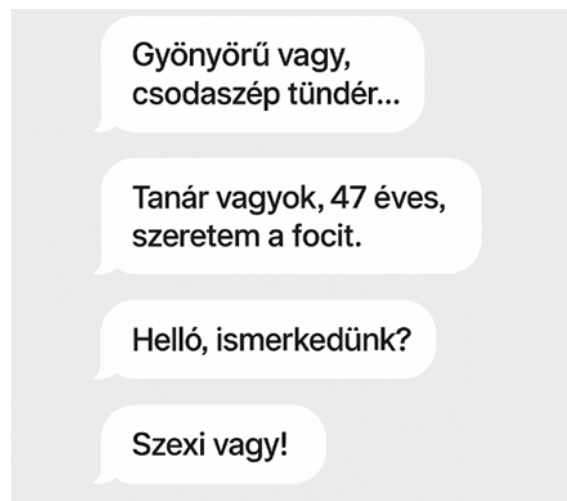 Gyönyörű vagy,
csodaszép tündér...
Tanár vagyok, 47 éves,
szeretem a focit.
Helló, ismerkedünk?
Szexi vagy!